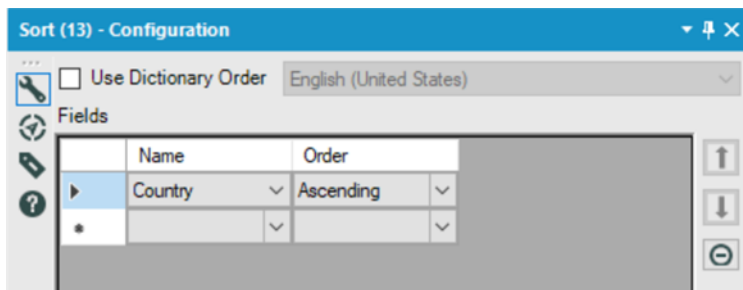 Sort (13) - Configuration
Use Dictionary Order English (United States)
Fields
Name Order
Country Ascending